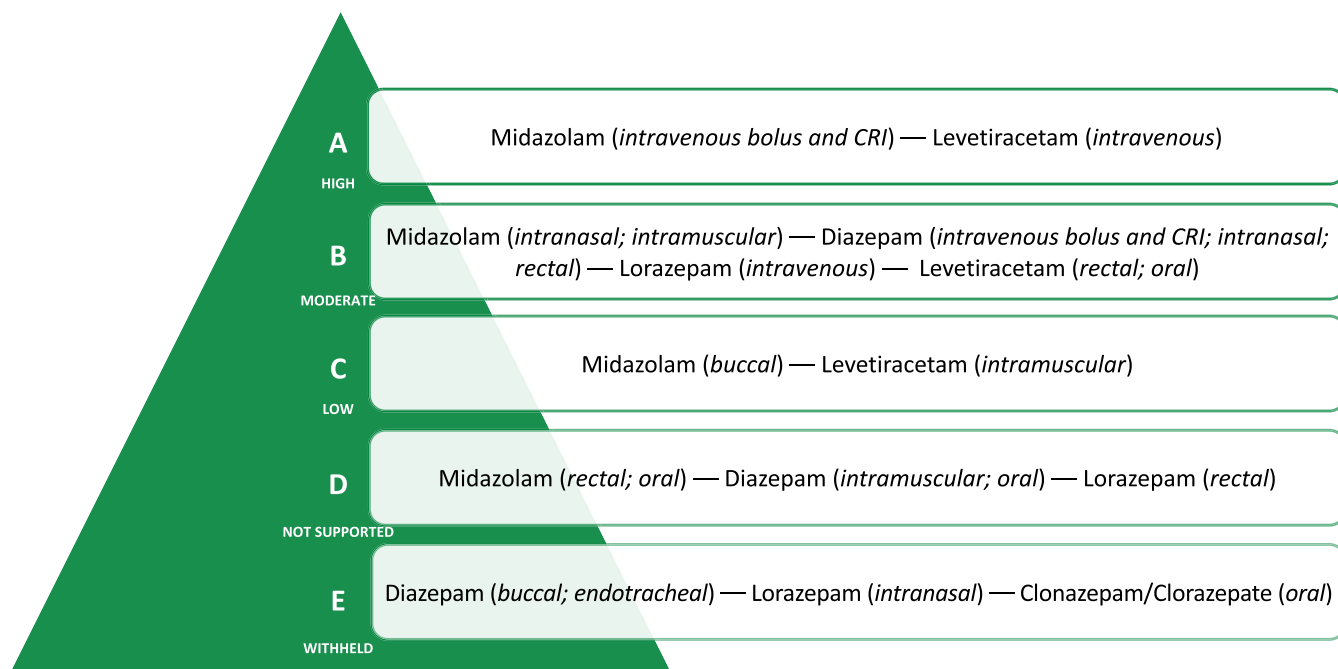 A
HIGH
Midazolam (intravenous bolus and CRI) — Levetiracetam (intravenous)
B
MODERATE
Midazolam (intranasal; intramuscular) — Diazepam (intravenous bolus and CRI; intranasal;
rectal) — Lorazepam (intravenous) — Levetiracetam (rectal; oral)
C
LOW
Midazolam (buccal) — Levetiracetam (intramuscular)
D
NOT SUPPORTED
Midazolam (rectal; oral) — Diazepam (intramuscular; oral) — Lorazepam (rectal)
E
WITHHELD
Diazepam (buccal; endotracheal) — Lorazepam (intranasal) — Clonazepam/Clorazepate (oral)